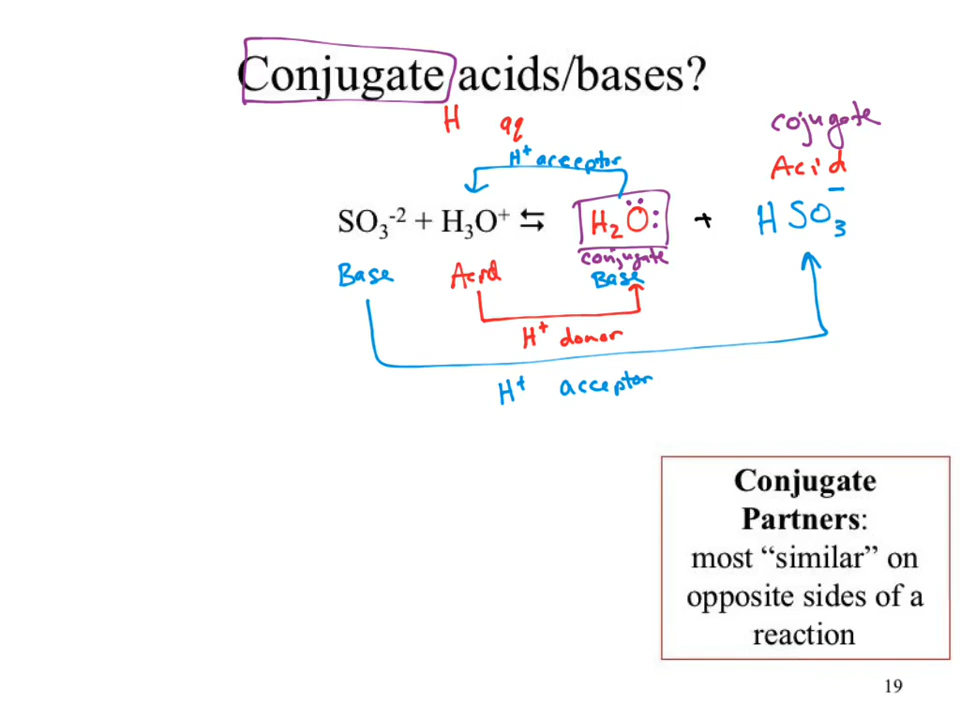 Conjugate acids/bases?
H aq
cojugate
Acid
H⁺ acceptor
SO₃⁻² + H₃O⁺ ⇆ H₂O: + HSO₃⁻
conjugate
Base Acid Base
H⁺ donor
H⁺ acceptor
Conjugate
Partners:
most “similar” on
opposite sides of a
reaction
19